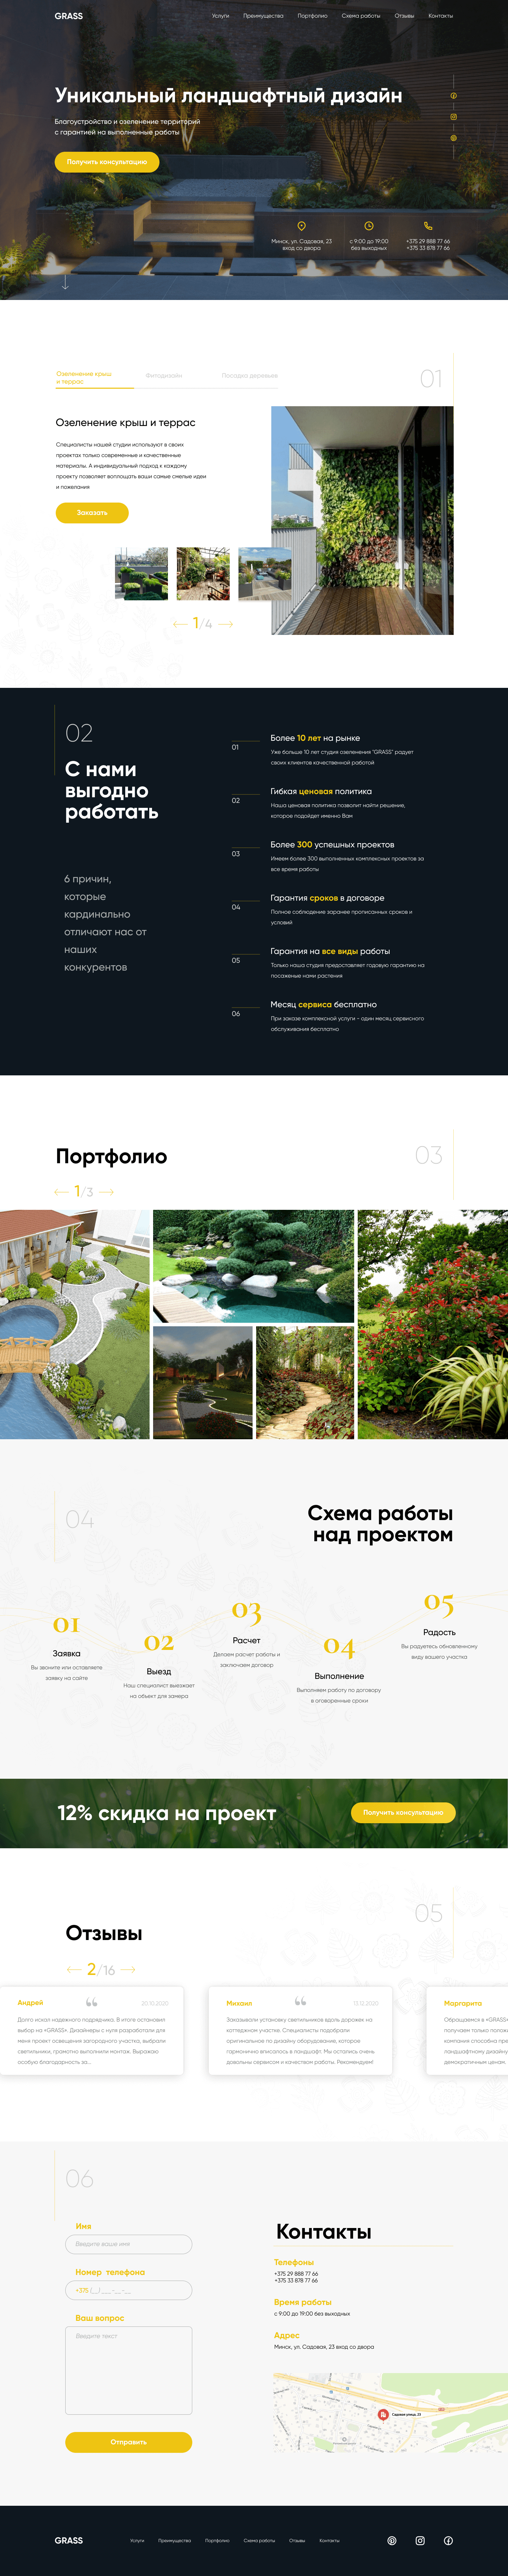 GRASS
Услуги
Преимущества
Портфолио
Схема работы
Отзывы
Контакты
Уникальный ландшафтный дизайн
Благоустройство и озеленение территорий
с гарантией на выполненные работы
Получить консультацию
Минск, ул. Садовая, 23
вход со двора
с 9:00 до 19:00
без выходных
+375 29 888 77 66
+375 33 878 77 66
Озеленение крыш
и террас
Фитодизайн
Посадка деревьев
01
Озеленение крыш и террас
Специалисты нашей студии используют в своих
проектах только современные и качественные
материалы. А индивидуальный подход к каждому
проекту позволяет воплощать ваши самые смелые идеи
и пожелания
Заказать
1/4
02
С нами
выгодно
работать
6 причин,
которые
кардинально
отличают нас от
наших
конкурентов
01
Более 10 лет на рынке
Уже больше 10 лет студия озеленения "GRASS" радует
своих клиентов качественной работой
02
Гибкая ценовая политика
Наша ценовая политика позволит найти решение,
которое подойдет именно Вам
03
Более 300 успешных проектов
Имеем более 300 выполненных комплексных проектов за
все время работы
04
Гарантия сроков в договоре
Полное соблюдение заранее прописанных сроков и
условий
05
Гарантия на все виды работы
Только наша студия предоставляет годовую гарантию на
посаженые нами растения
06
Месяц сервиса бесплатно
При заказе комплексной услуги - один месяц сервисного
обслуживания бесплатно
Портфолио
03
1/3
04
Схема работы
над проектом
01
Заявка
Вы звоните или оставляете
заявку на сайте
02
Выезд
Наш специалист выезжает
на объект для замера
03
Расчет
Делаем расчет работы и
заключаем договор
04
Выполнение
Выполняем работу по договору
в оговоренные сроки
05
Радость
Вы радуетесь обновленному
виду вашего участка
12% скидка на проект
Получить консультацию
05
Отзывы
2/16
Андрей
20.10.2020
Долго искал надежного подрядчика. В итоге остановил
выбор на «GRASS». Дизайнеры с нуля разработали для
меня проект освещения загородного участка, выбрали
светильники, грамотно выполнили монтаж. Выражаю
особую благодарность за...
Михаил
13.12.2020
Заказывали установку светильников вдоль дорожек на
коттеджном участке. Специалисты подобрали
оригинальное по дизайну оборудование, которое
гармонично вписалось в ландшафт. Мы остались очень
довольны сервисом и качеством работы. Рекомендуем!
Маргарита
Обращаемся в «GRASS»
получаем только полож
компания способна пре
ландшафтному дизайну
демократичным ценам.
06
Имя
Введите ваше имя
Номер телефона
+375 (__) ___-__-__
Ваш вопрос
Введите текст
Отправить
Контакты
Телефоны
+375 29 888 77 66
+375 33 878 77 66
Время работы
с 9:00 до 19:00 без выходных
Адрес
Минск, ул. Садовая, 23 вход со двора
Садовая улица, 23
GRASS
Услуги
Преимущества
Портфолио
Схема работы
Отзывы
Контакты